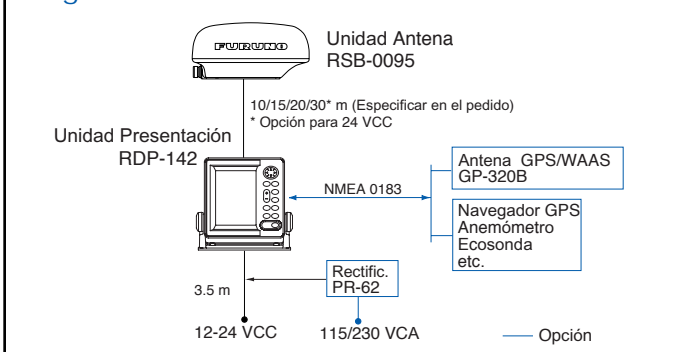 FURUNO
Unidad Antena
RSB-0095
10/15/20/30* m (Especificar en el pedido)
* Opción para 24 VCC
Unidad Presentación
RDP-142
NMEA 0183
Antena GPS/WAAS
GP-320B
Navegador GPS
Anemómetro
Ecosonda
etc.
3.5 m
Rectific.
PR-62
12-24 VCC
115/230 VCA
Opción